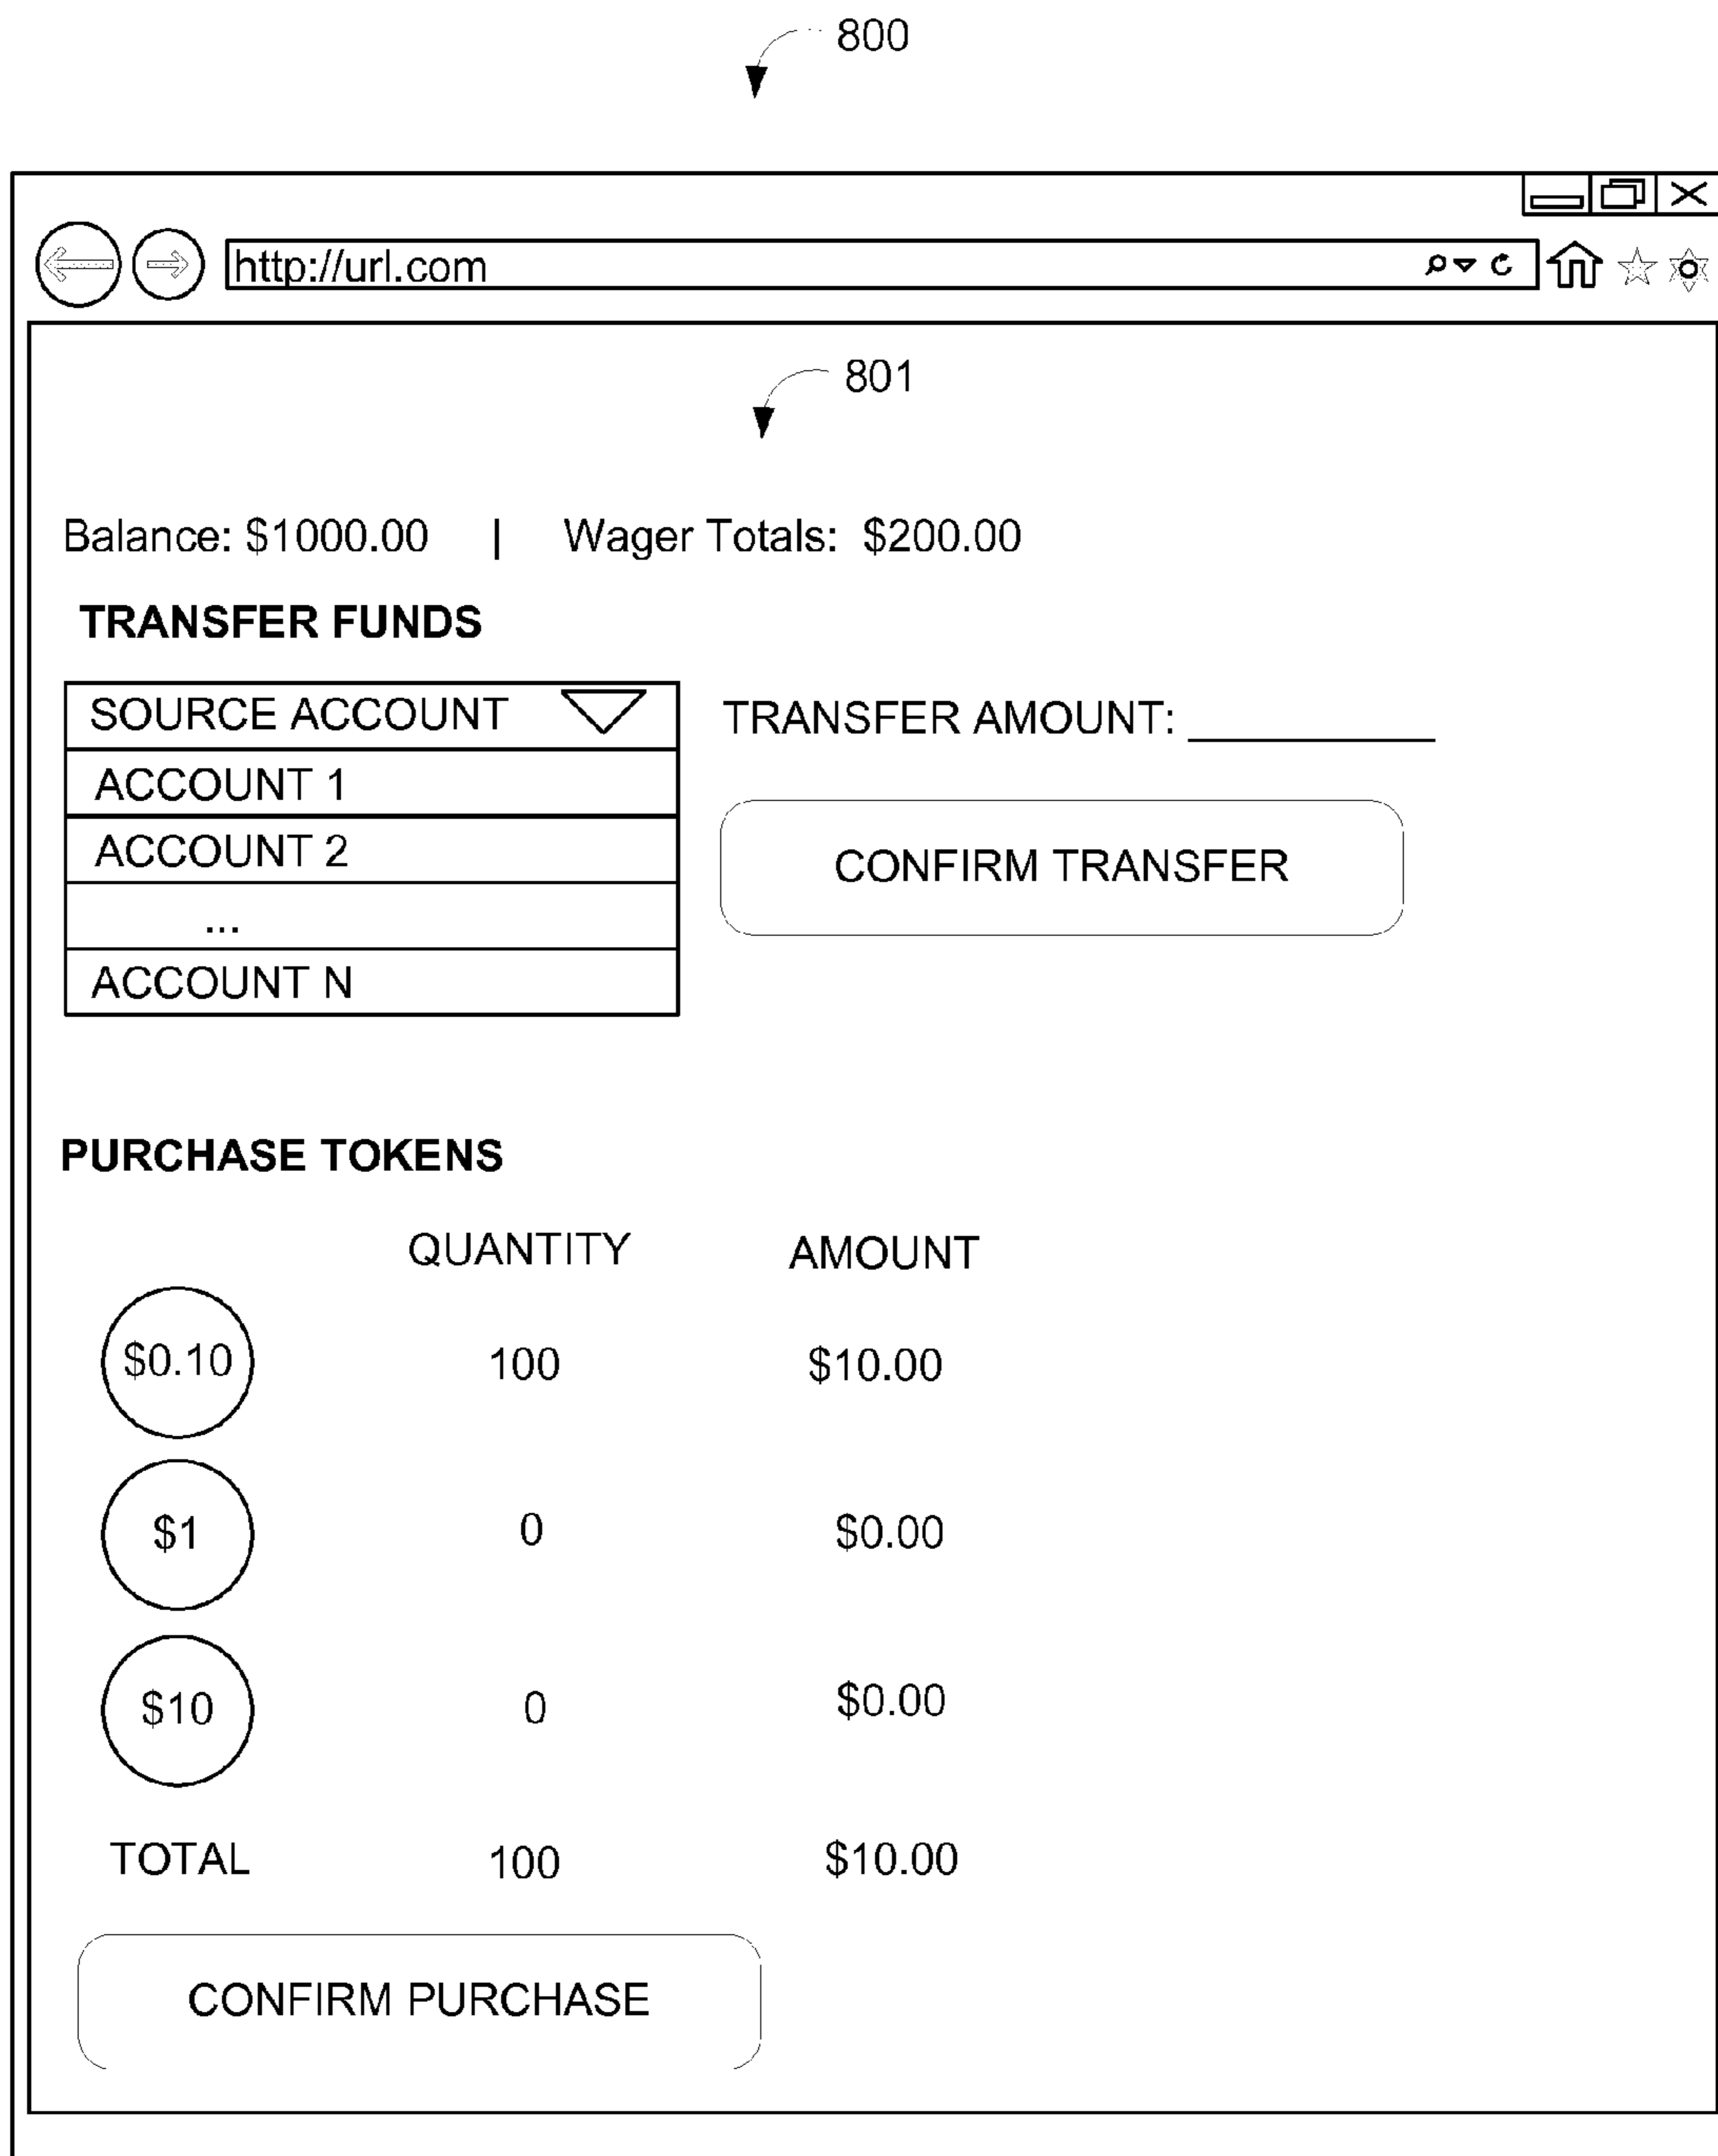 800
http://url.com
801
Balance: $1000.00 | Wager Totals: $200.00
TRANSFER FUNDS
SOURCE ACCOUNT
TRANSFER AMOUNT: __________
ACCOUNT 1
ACCOUNT 2
CONFIRM TRANSFER
...
ACCOUNT N
PURCHASE TOKENS
QUANTITY AMOUNT
$0.10 100 $10.00
$1 0 $0.00
$10 0 $0.00
TOTAL 100 $10.00
CONFIRM PURCHASE